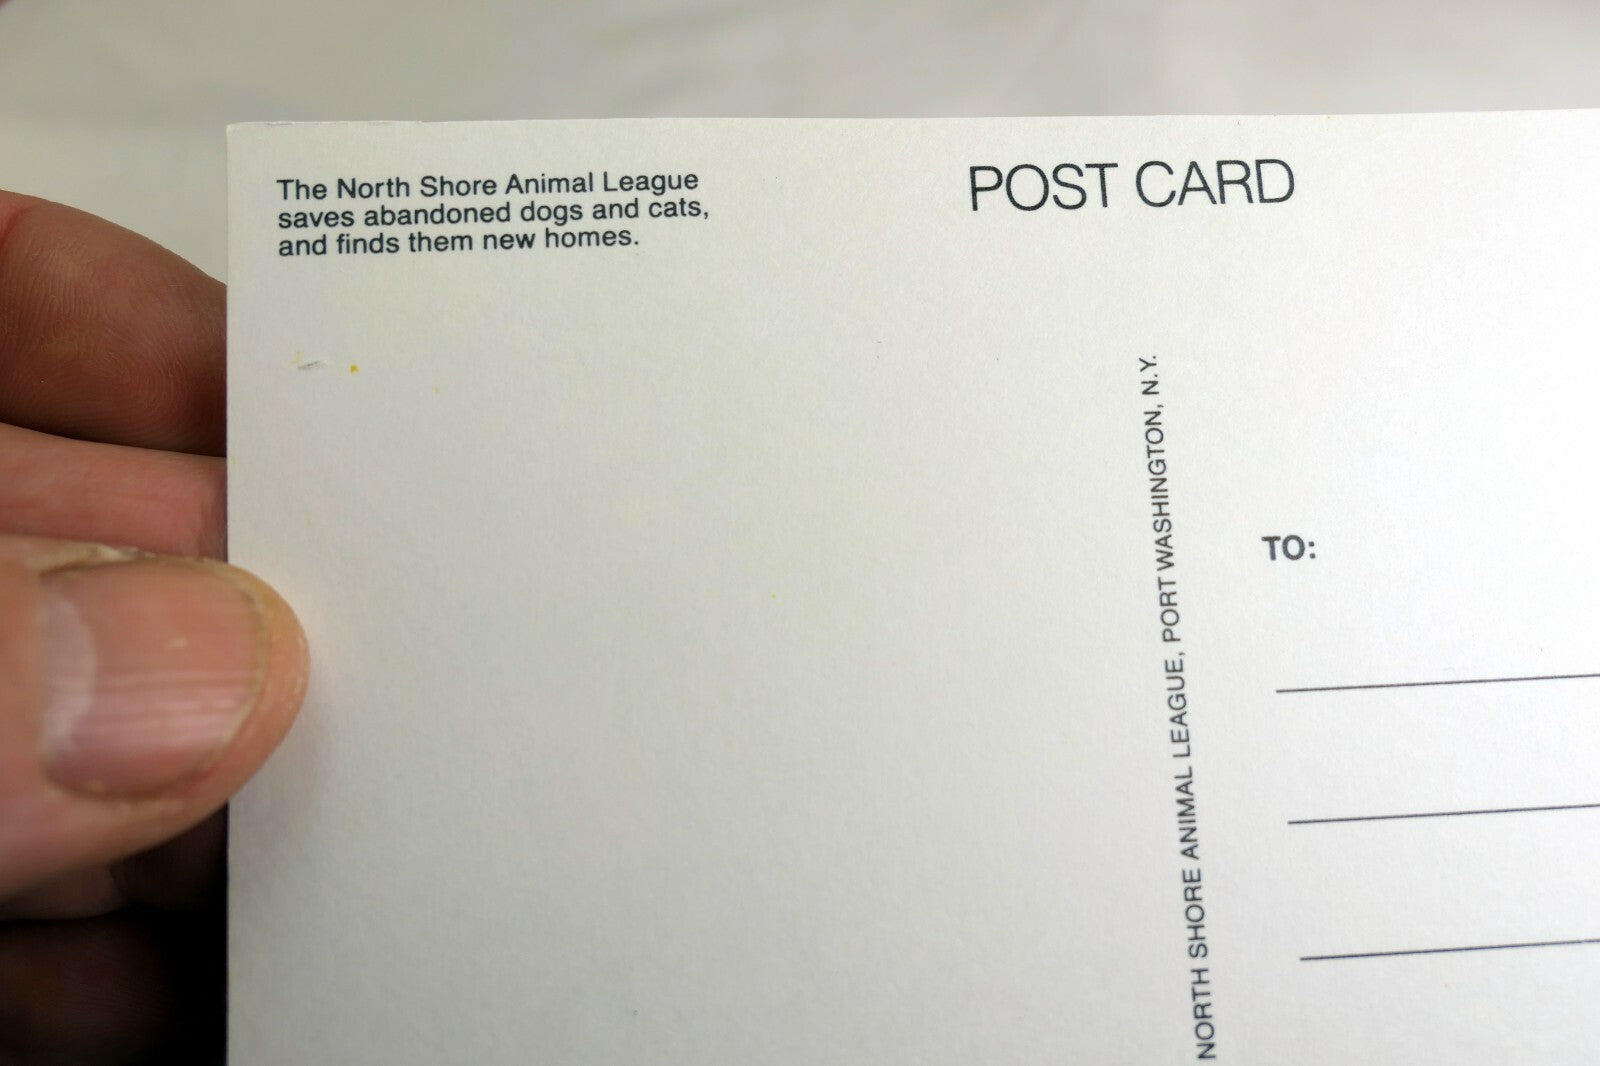 The North Shore Animal League
saves abandoned dogs and cats,
and finds them new homes.
POST CARD
NORTH SHORE ANIMAL LEAGUE, PORT WASHINGTON, N.Y.
TO: